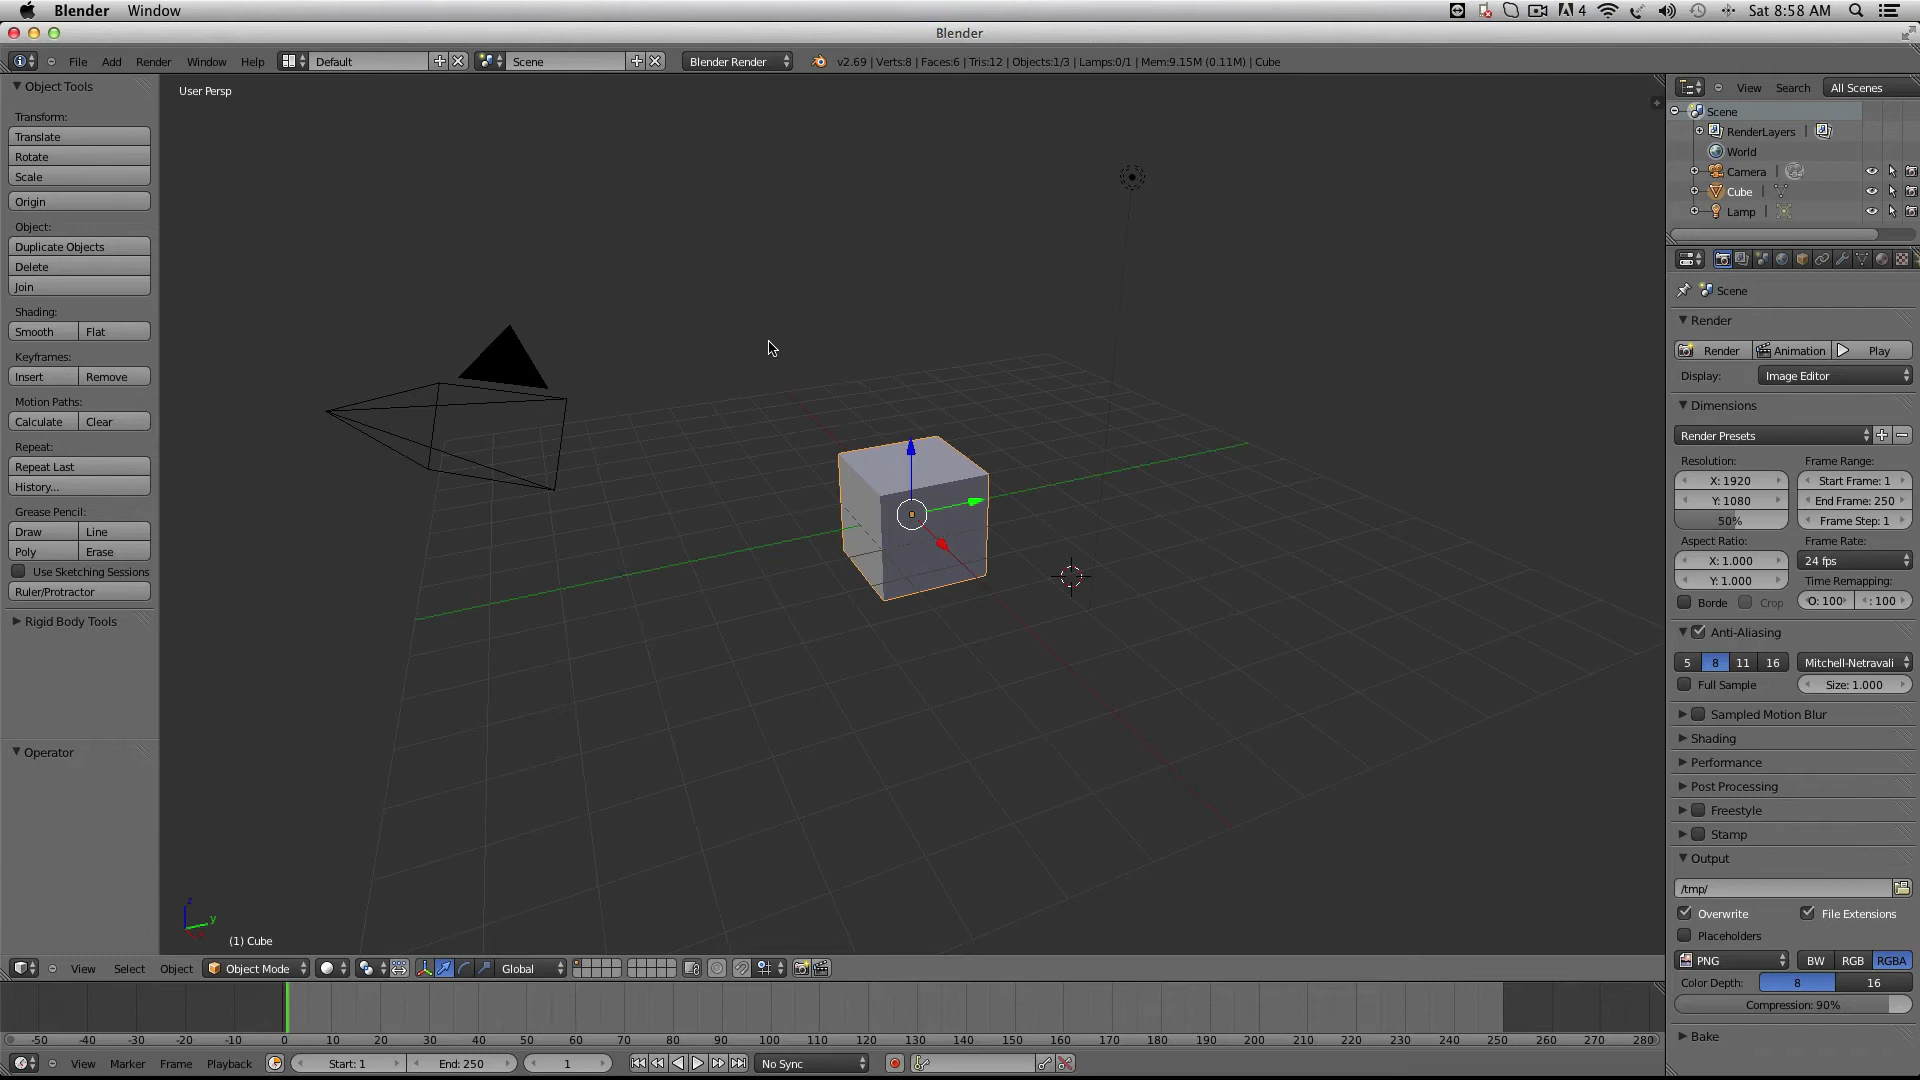 Blender Window 4 Sat 8:58 AM
Blender
File Add Render Window Help Default Scene Blender Render v2.69 | Verts:8 | Faces:6 | Tris:12 | Objects:1/3 | Lamps:0/1 | Mem:9.15M (0.11M) | Cube
Object Tools
Transform:
Translate
Rotate
Scale
Origin
Object:
Duplicate Objects
Delete
Join
Shading:
Smooth Flat
Keyframes:
Insert Remove
Motion Paths:
Calculate Clear
Repeat:
Repeat Last
History...
Grease Pencil:
Draw Line
Poly Erase
Use Sketching Sessions
Ruler/Protractor
Rigid Body Tools
Operator
User Persp
z
y
(1) Cube
View Search All Scenes
Scene
RenderLayers |
World
Camera |
Cube |
Lamp |
Scene
Render
Render Animation Play
Display: Image Editor
Dimensions
Render Presets
Resolution: Frame Range:
X: 1920 Start Frame: 1
Y: 1080 End Frame: 250
50% Frame Step: 1
Aspect Ratio: Frame Rate:
X: 1.000 24 fps
Y: 1.000 Time Remapping:
Borde Crop O: 100 : 100
Anti-Aliasing
5 8 11 16 Mitchell-Netravali
Full Sample Size: 1.000
Sampled Motion Blur
Shading
Performance
Post Processing
Freestyle
Stamp
Output
/tmp/
Overwrite File Extensions
Placeholders
PNG BW RGB RGBA
Color Depth: 8 16
Compression: 90%
Bake
View Select Object Object Mode Global
-50 -40 -30 -20 -10 0 10 20 30 40 50 60 70 80 90 100 110 120 130 140 150 160 170 180 190 200 210 220 230 240 250 260 270 280
View Marker Frame Playback Start: 1 End: 250 1 No Sync